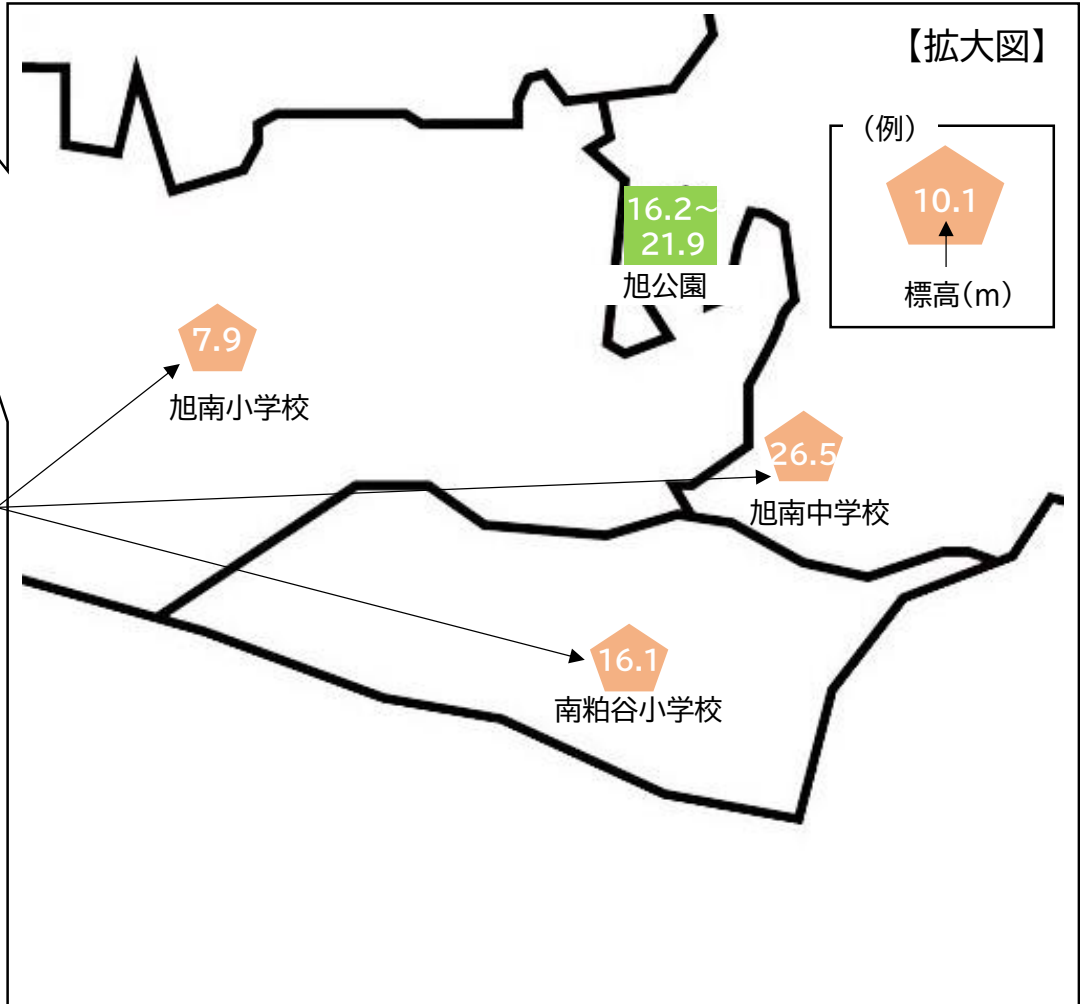 【拡大図】
（例）
10.1
標高(m)
16.2～
21.9
旭公園
7.9
旭南小学校
26.5
旭南中学校
16.1
南粕谷小学校